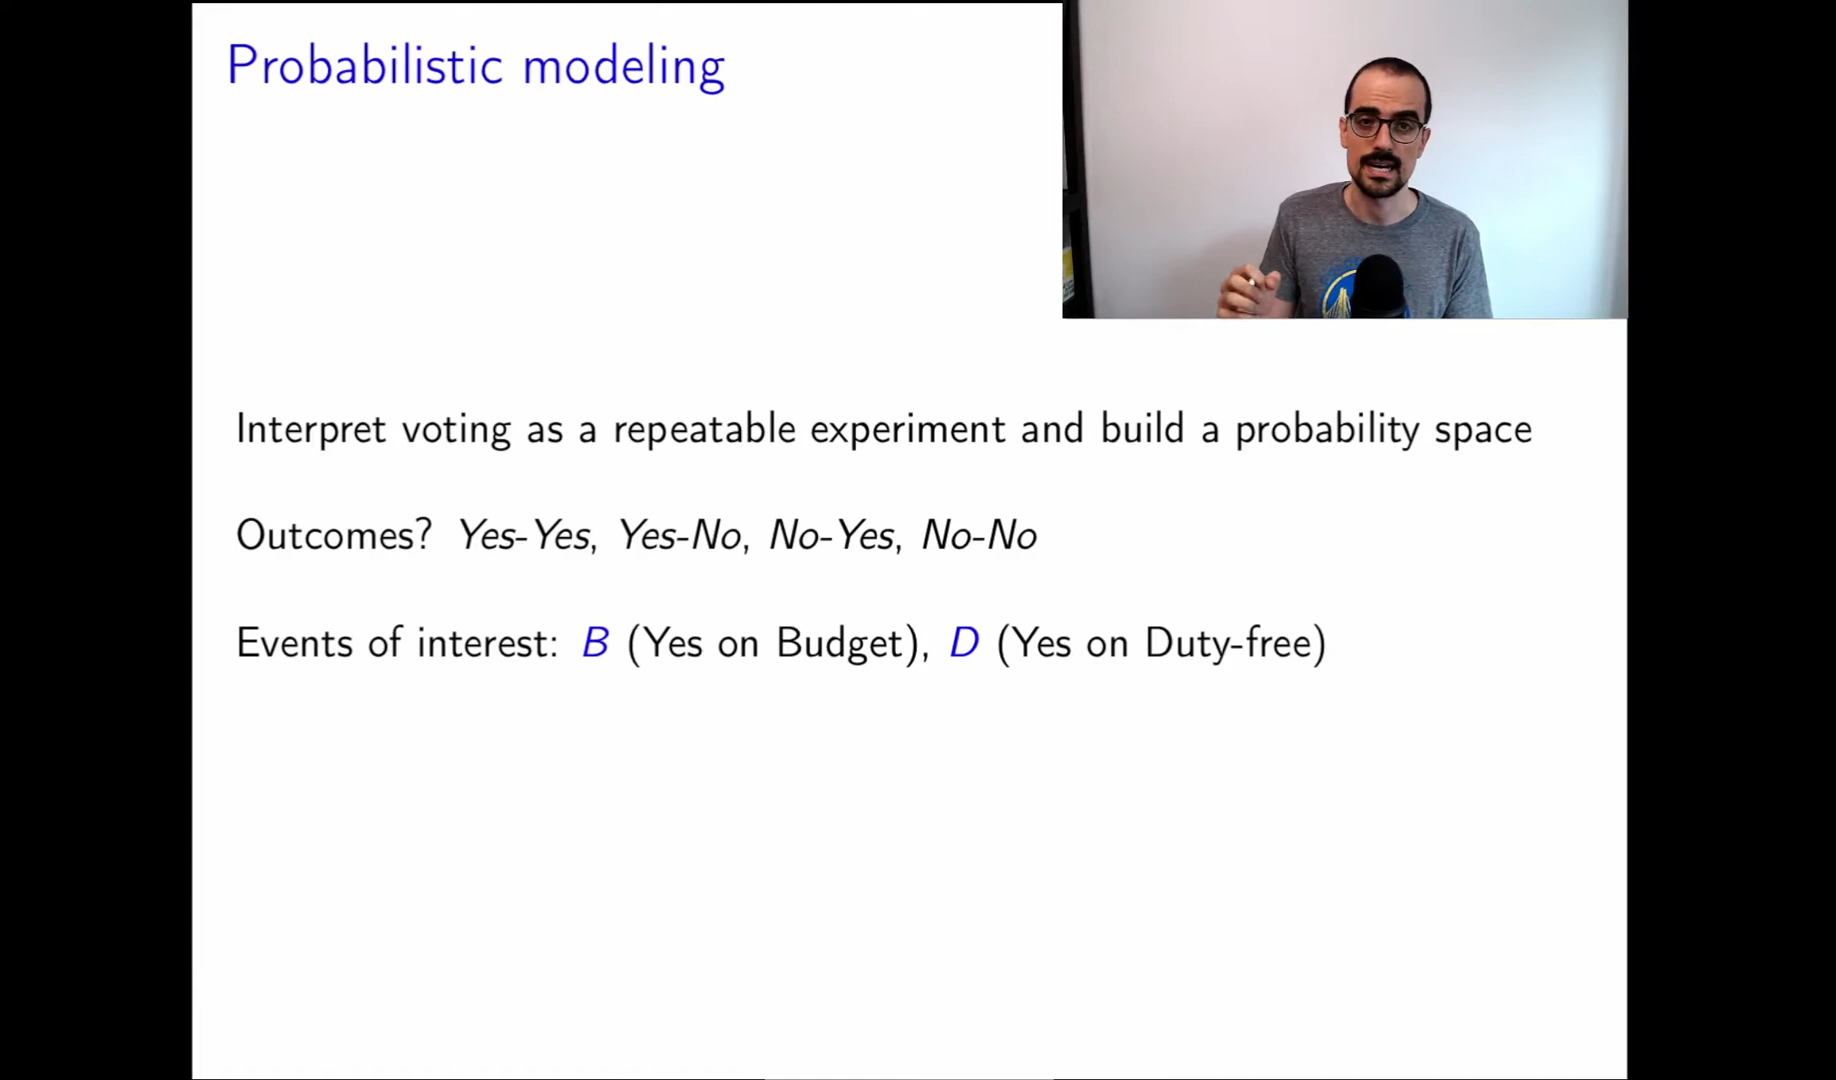 Probabilistic modeling
Interpret voting as a repeatable experiment and build a probability space
Outcomes? Yes-Yes, Yes-No, No-Yes, No-No
Events of interest: B (Yes on Budget), D (Yes on Duty-free)